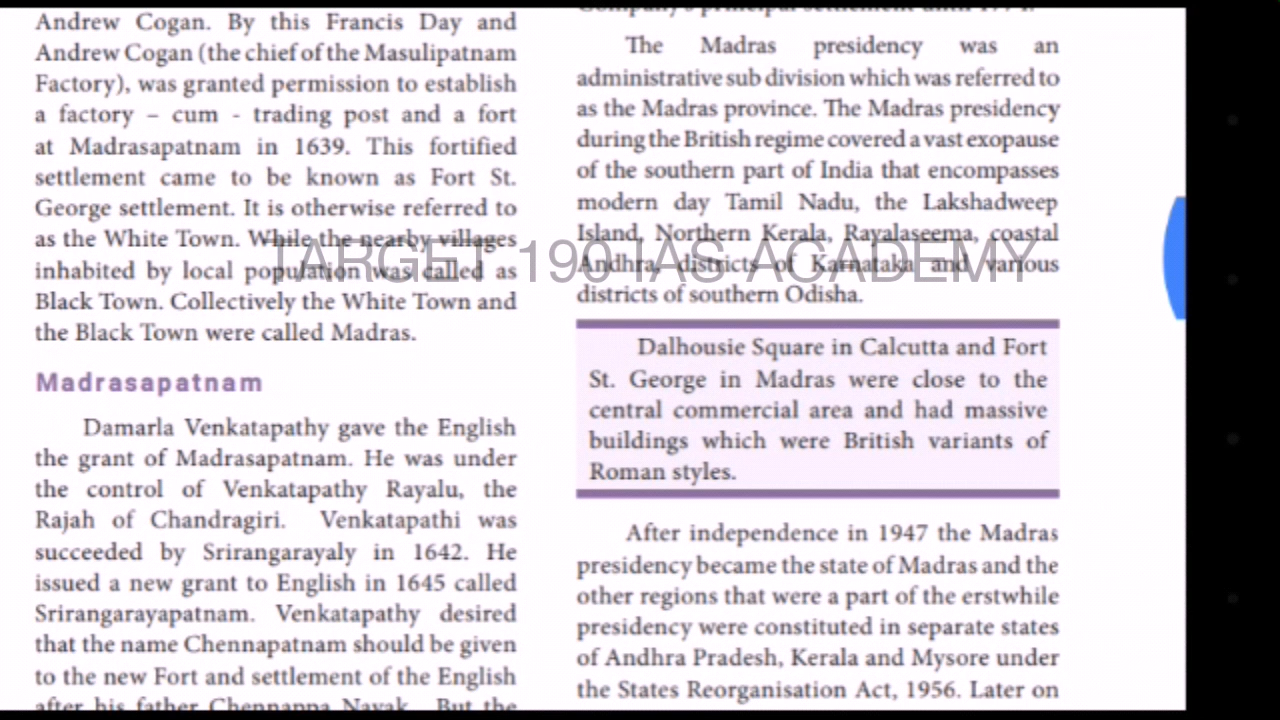 Andrew Cogan. By this Francis Day and
Andrew Cogan (the chief of the Masulipatnam
Factory), was granted permission to establish
a factory – cum - trading post and a fort
at Madrasapatnam in 1639. This fortified
settlement came to be known as Fort St.
George settlement. It is otherwise referred to
as the White Town. While the nearby villages
inhabited by local population was called as
Black Town. Collectively the White Town and
the Black Town were called Madras.
Madrasapatnam
Damarla Venkatapathy gave the English
the grant of Madrasapatnam. He was under
the control of Venkatapathy Rayalu, the
Rajah of Chandragiri. Venkatapathi was
succeeded by Srirangarayaly in 1642. He
issued a new grant to English in 1645 called
Srirangarayapatnam. Venkatapathy desired
that the name Chennapatnam should be given
to the new Fort and settlement of the English
after his father Chennappa Nayak. But the
Company's principal settlement until 1774.
The Madras presidency was an
administrative sub division which was referred to
as the Madras province. The Madras presidency
during the British regime covered a vast exopause
of the southern part of India that encompasses
modern day Tamil Nadu, the Lakshadweep
Island, Northern Kerala, Rayalaseema, coastal
Andhra, districts of Karnataka and various
districts of southern Odisha.
Dalhousie Square in Calcutta and Fort
St. George in Madras were close to the
central commercial area and had massive
buildings which were British variants of
Roman styles.
After independence in 1947 the Madras
presidency became the state of Madras and the
other regions that were a part of the erstwhile
presidency were constituted in separate states
of Andhra Pradesh, Kerala and Mysore under
the States Reorganisation Act, 1956. Later on
TARGET 190 IAS ACADEMY